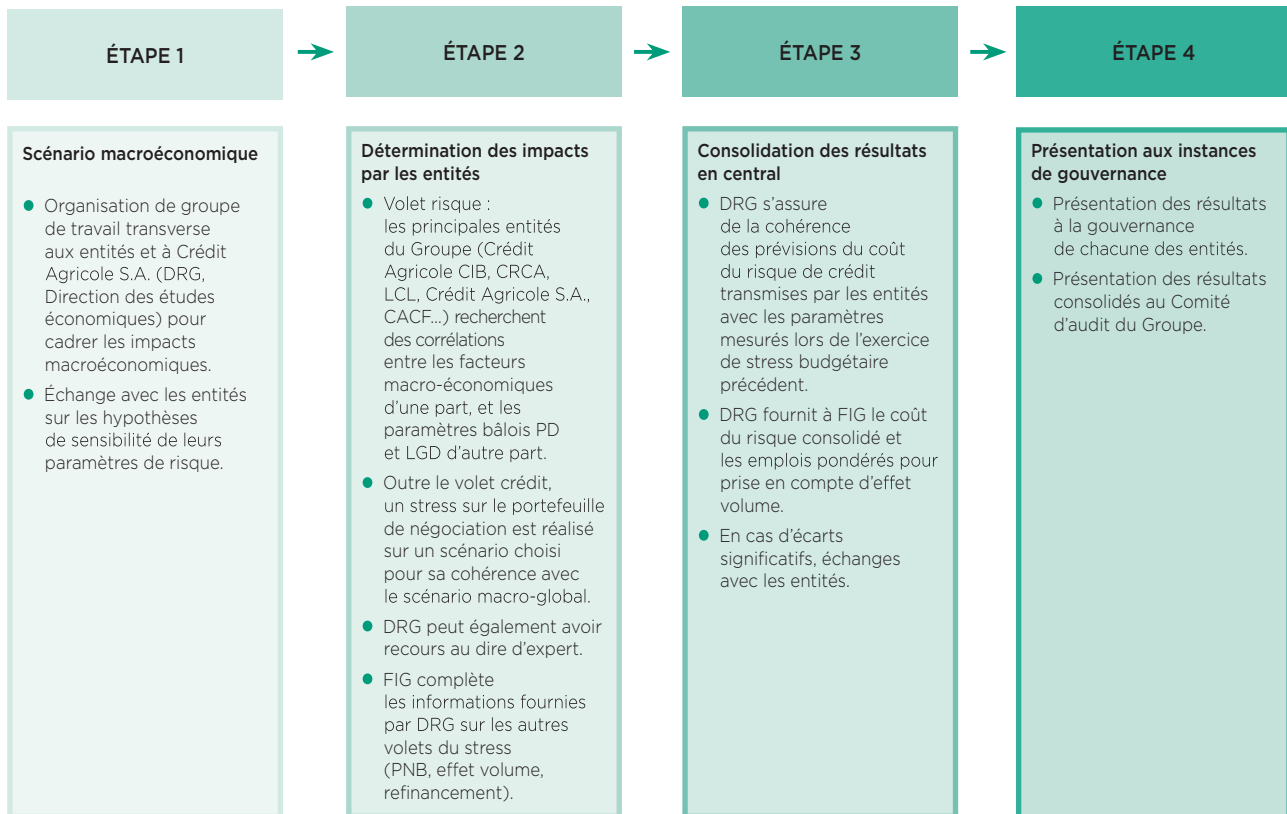 ÉTAPE 1
ÉTAPE 2
ÉTAPE 3
ÉTAPE 4
Scénario macroéconomique
● Organisation de groupe
de travail transverse
aux entités et à Crédit
Agricole S.A. (DRG,
Direction des études
économiques) pour
cadrer les impacts
macroéconomiques.
● Échange avec les entités
sur les hypothèses
de sensibilité de leurs
paramètres de risque.
Détermination des impacts
par les entités
● Volet risque :
les principales entités
du Groupe (Crédit
Agricole CIB, CRCA,
LCL, Crédit Agricole S.A.,
CACF…) recherchent
des corrélations
entre les facteurs
macro-économiques
d’une part, et les
paramètres bâlois PD
et LGD d’autre part.
● Outre le volet crédit,
un stress sur le portefeuille
de négociation est réalisé
sur un scénario choisi
pour sa cohérence avec
le scénario macro-global.
● DRG peut également avoir
recours au dire d’expert.
● FIG complète
les informations fournies
par DRG sur les autres
volets du stress
(PNB, effet volume,
refinancement).
Consolidation des résultats
en central
● DRG s’assure
de la cohérence
des prévisions du coût
du risque de crédit
transmises par les entités
avec les paramètres
mesurés lors de l’exercice
de stress budgétaire
précédent.
● DRG fournit à FIG le coût
du risque consolidé et
les emplois pondérés pour
prise en compte d’effet
volume.
● En cas d’écarts
significatifs, échanges
avec les entités.
Présentation aux instances
de gouvernance
● Présentation des résultats
à la gouvernance
de chacune des entités.
● Présentation des résultats
consolidés au Comité
d’audit du Groupe.